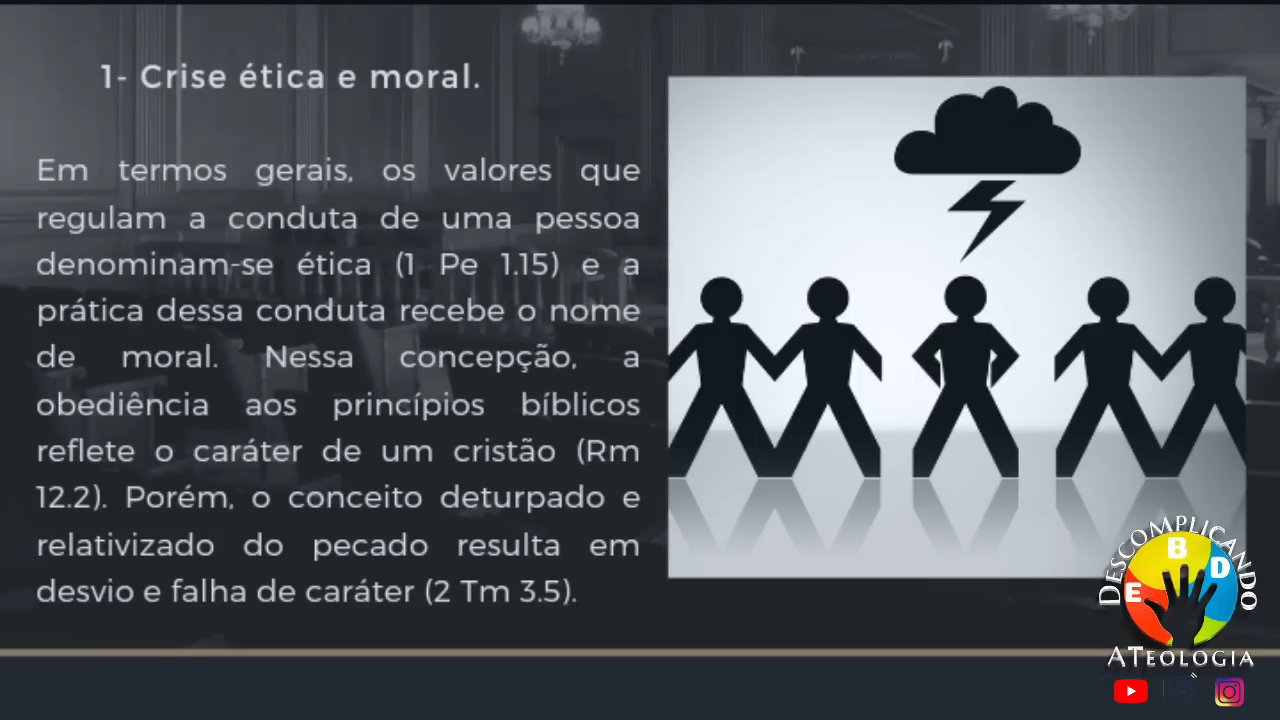 1- Crise ética e moral.
Em termos gerais, os valores que
regulam a conduta de uma pessoa
denominam-se ética (1 Pe 1.15) e a
prática dessa conduta recebe o nome
de moral. Nessa concepção, a
obediência aos princípios bíblicos
reflete o caráter de um cristão (Rm
12.2). Porém, o conceito deturpado e
relativizado do pecado resulta em
desvio e falha de caráter (2 Tm 3.5).
DESCOMPLICANDO
E B D
A TEOLOGIA